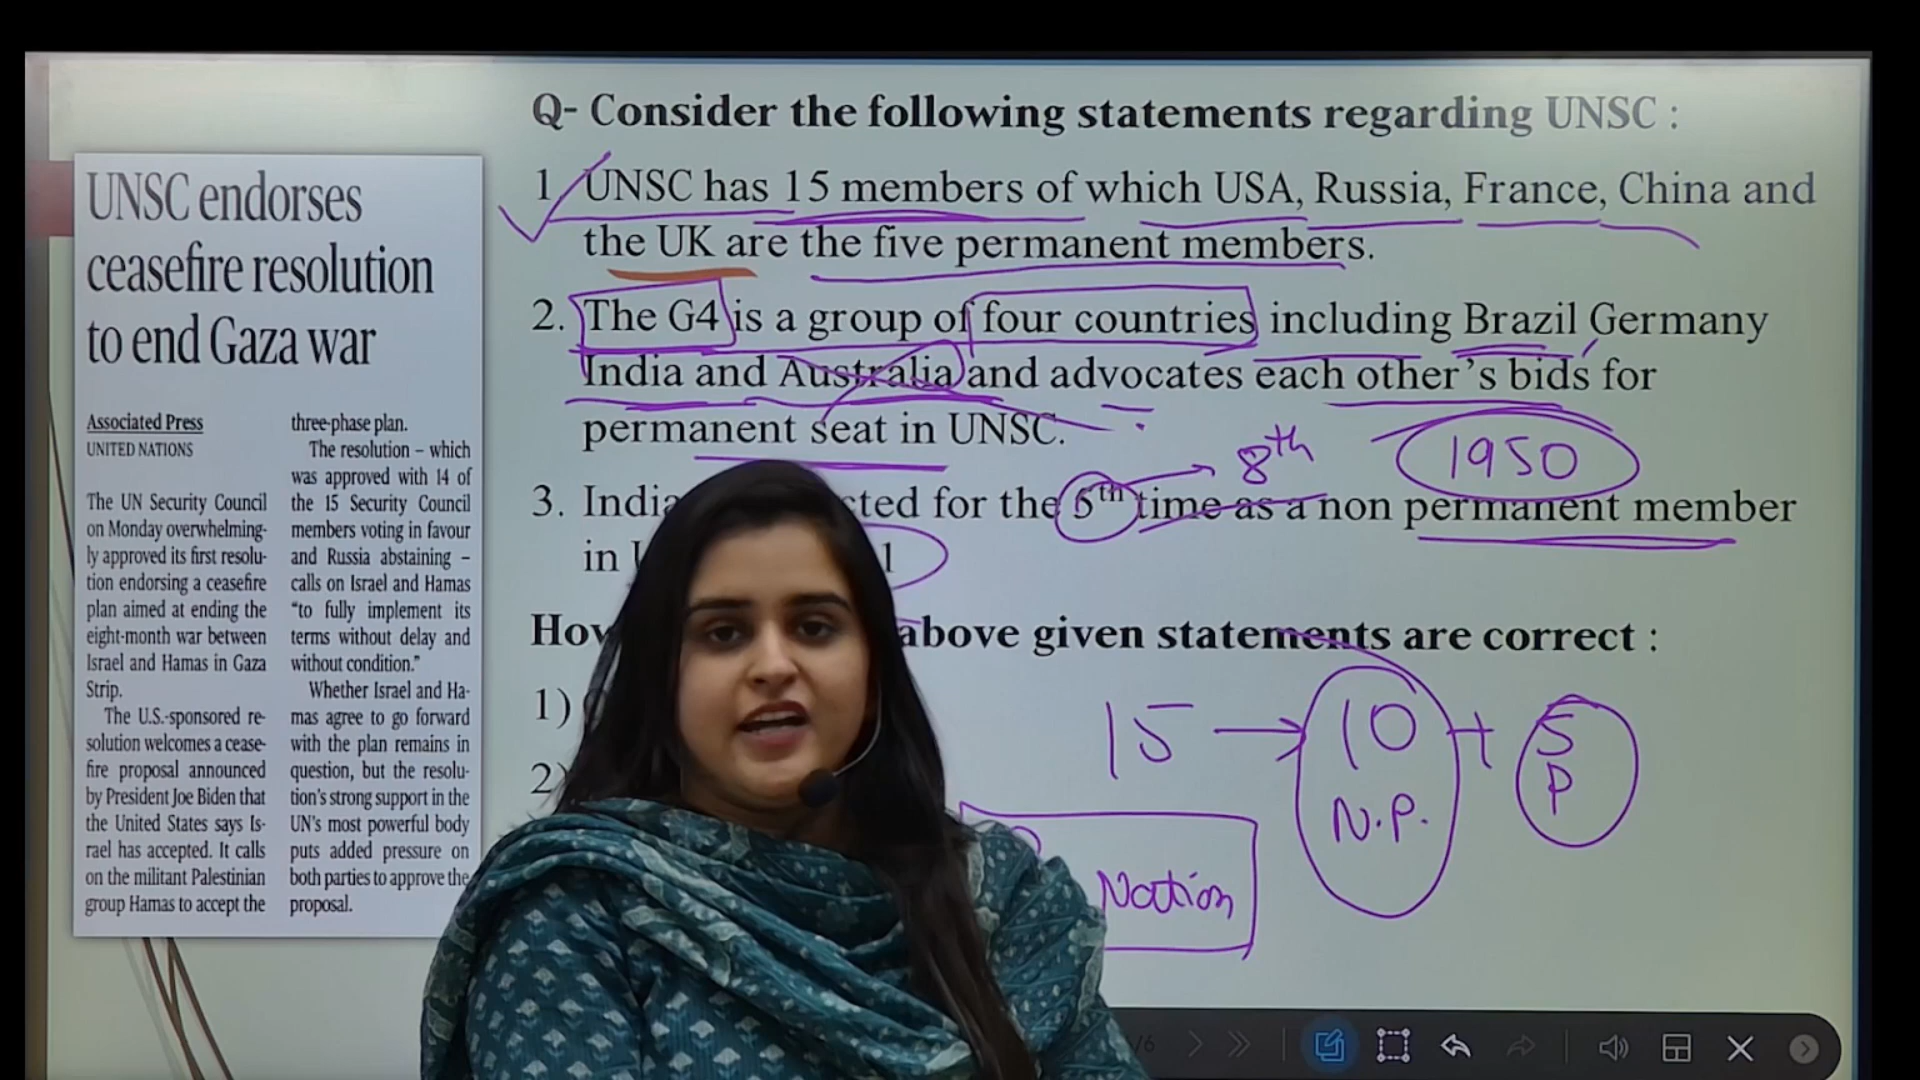 UNSC endorses
ceasefire resolution
to end Gaza war
Associated Press
UNITED NATIONS
The UN Security Council
on Monday overwhelming-
ly approved its first resolu-
tion endorsing a ceasefire
plan aimed at ending the
eight-month war between
Israel and Hamas in Gaza
Strip.
The U.S.-sponsored re-
solution welcomes a cease-
fire proposal announced
by President Joe Biden that
the United States says Is-
rael has accepted. It calls
on the militant Palestinian
group Hamas to accept the
three-phase plan.
The resolution – which
was approved with 14 of
the 15 Security Council
members voting in favour
and Russia abstaining –
calls on Israel and Hamas
“to fully implement its
terms without delay and
without condition.”
Whether Israel and Ha-
mas agree to go forward
with the plan remains in
question, but the resolu-
tion's strong support in the
UN's most powerful body
puts added pressure on
both parties to approve the
proposal.
Q- Consider the following statements regarding UNSC :
1 UNSC has 15 members of which USA, Russia, France, China and
the UK are the five permanent members.
2. The G4 is a group of four countries including Brazil Germany
India and Australia and advocates each other's bids for
permanent seat in UNSC.
8th
1950
3. India cted for the time as a non permanent member
in 1
How above given statements are correct :
1)
15 → 10 + 5
N.P. P
2)
Nation
/6